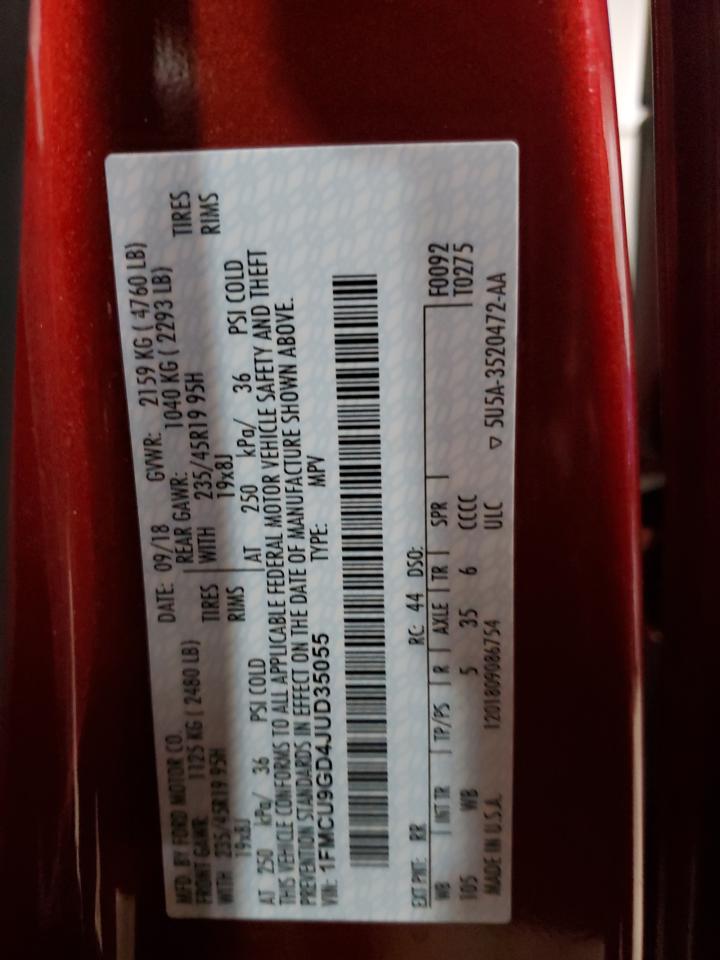 MFD. BY FORD MOTOR CO. DATE: 09/18 GVWR: 2159 KG ( 4760 LB)
FRONT GAWR: 1125 KG ( 2480 LB) REAR GAWR: 1040 KG ( 2293 LB)
WITH 235/45R19 95H TIRES WITH 235/45R19 95H TIRES
19x8J RIMS 19x8J RIMS
AT 250 kPa/ 36 PSI COLD AT 250 kPa/ 36 PSI COLD
THIS VEHICLE CONFORMS TO ALL APPLICABLE FEDERAL MOTOR VEHICLE SAFETY AND THEFT
PREVENTION STANDARDS IN EFFECT ON THE DATE OF MANUFACTURE SHOWN ABOVE.
VIN: 1FMCU9GD4JUD35055 TYPE: MPV
EXT PNT: RR RC: 44 DSO: F0092
WB INT TR TP/PS R AXLE TR SPR T0275
105 WB 5 35 6 CCCC
MADE IN U.S.A. 1201809086754 ULC ▽ 5U5A-3520472-AA